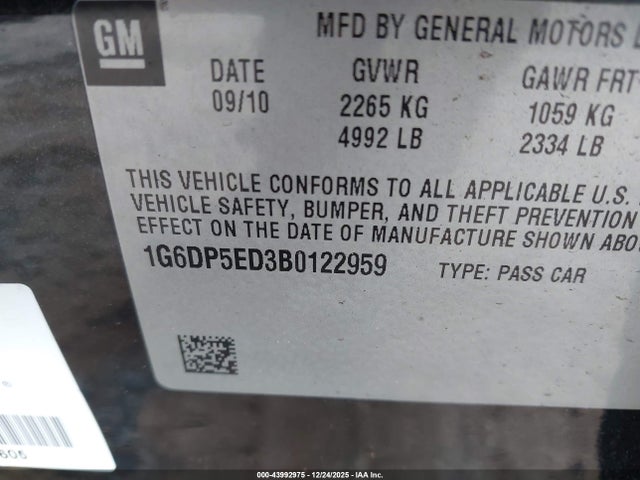 GM
MFD BY GENERAL MOTORS
DATE GVWR GAWR FRT
09/10 2265 KG 1059 KG
4992 LB 2334 LB
THIS VEHICLE CONFORMS TO ALL APPLICABLE U.S.
VEHICLE SAFETY, BUMPER, AND THEFT PREVENTION
EFFECT ON THE DATE OF MANUFACTURE SHOWN ABO
1G6DP5ED3B0122959 TYPE: PASS CAR
© 43992975 — 12/24/2025 — IAA Inc.